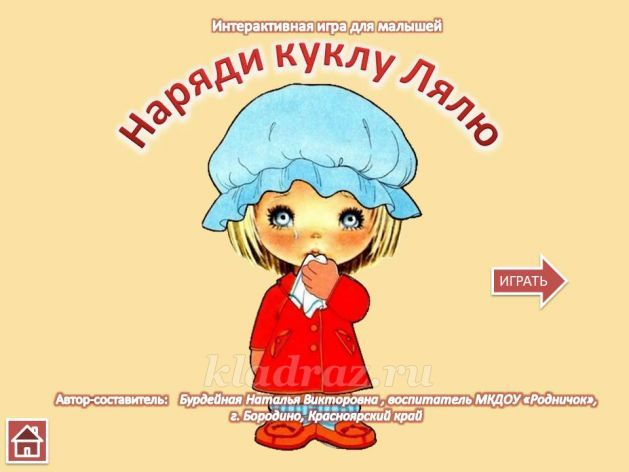 Интерактивная игра для малышей
Наряди куклу Лялю
ИГРАТЬ
kladraz.ru
Автор-составитель: Бурдейная Наталья Викторовна , воспитатель МКДОУ «Родничок»,
г. Бородино, Красноярский край